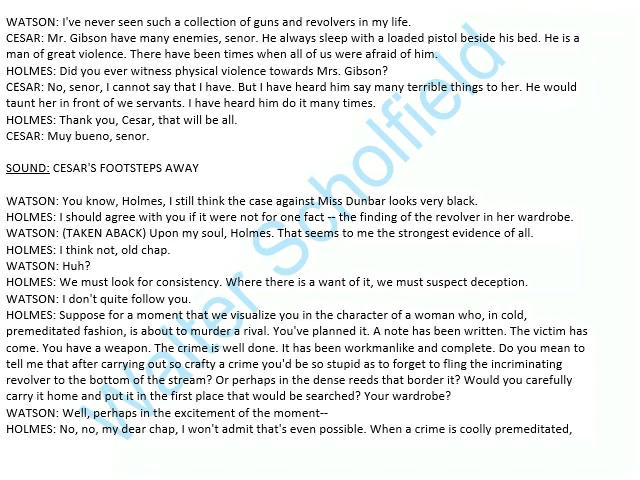 WATSON: I've never seen such a collection of guns and revolvers in my life.
CESAR: Mr. Gibson have many enemies, senor. He always sleep with a loaded pistol beside his bed. He is a
man of great violence. There have been times when all of us were afraid of him.
HOLMES: Did you ever witness physical violence towards Mrs. Gibson?
CESAR: No, senor, I cannot say that I have. But I have heard him say many terrible things to her. He would
taunt her in front of we servants. I have heard him do it many times.
HOLMES: Thank you, Cesar, that will be all.
CESAR: Muy bueno, senor.
SOUND: CESAR'S FOOTSTEPS AWAY
WATSON: You know, Holmes, I still think the case against Miss Dunbar looks very black.
HOLMES: I should agree with you if it were not for one fact -- the finding of the revolver in her wardrobe.
WATSON: (TAKEN ABACK) Upon my soul, Holmes. That seems to me the strongest evidence of all.
HOLMES: I think not, old chap.
WATSON: Huh?
HOLMES: We must look for consistency. Where there is a want of it, we must suspect deception.
WATSON: I don't quite follow you.
HOLMES: Suppose for a moment that we visualize you in the character of a woman who, in cold,
premeditated fashion, is about to murder a rival. You've planned it. A note has been written. The victim has
come. You have a weapon. The crime is well done. It has been workmanlike and complete. Do you mean to
tell me that after carrying out so crafty a crime you'd be so stupid as to forget to fling the incriminating
revolver to the bottom of the stream? Or perhaps in the dense reeds that border it? Would you carefully
carry it home and put it in the first place that would be searched? Your wardrobe?
WATSON: Well, perhaps in the excitement of the moment--
HOLMES: No, no, my dear chap, I won't admit that's even possible. When a crime is coolly premeditated,
Walter Scholfield